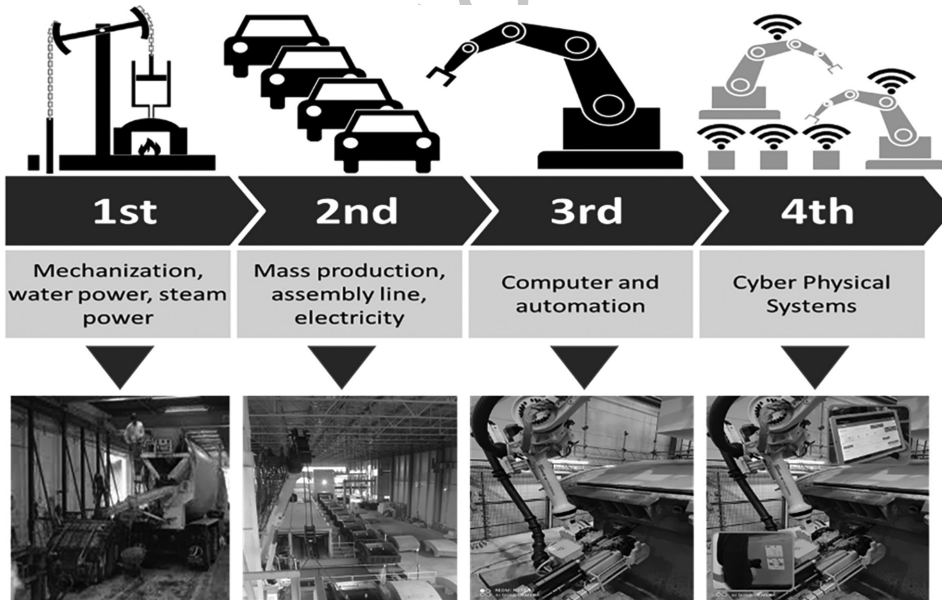 1st
2nd
3rd
4th
Mechanization,
water power, steam
power
Mass production,
assembly line,
electricity
Computer and
automation
Cyber Physical
Systems